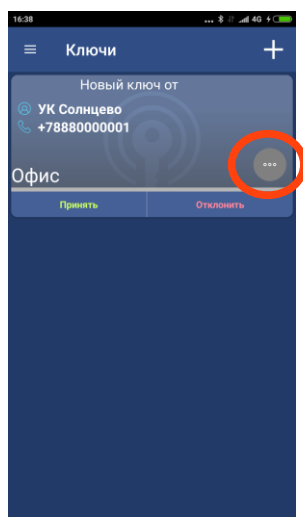 16:38
... 4G
Ключи
Новый ключ от
УК Солнцево
+78880000001
Офис
Принять Отклонить